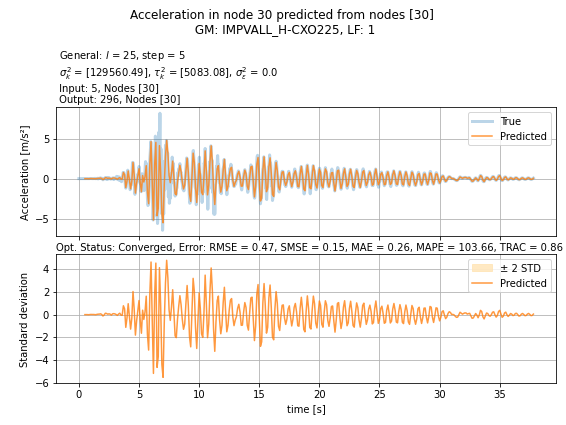 Acceleration in node 30 predicted from nodes [30]
GM: IMPVALL_H-CXO225, LF: 1
General: l = 25, step = 5
σ_k^2 = [129560.49], τ_k^2 = [5083.08], σ_ε^2 = 0.0
Input: 5, Nodes [30]
Output: 296, Nodes [30]
Acceleration [m/s²]
5
0
−5
True
Predicted
Opt. Status: Converged, Error: RMSE = 0.47, SMSE = 0.15, MAE = 0.26, MAPE = 103.66, TRAC = 0.86
Standard deviation
4
2
0
−2
−4
−6
± 2 STD
Predicted
0 5 10 15 20 25 30 35
time [s]